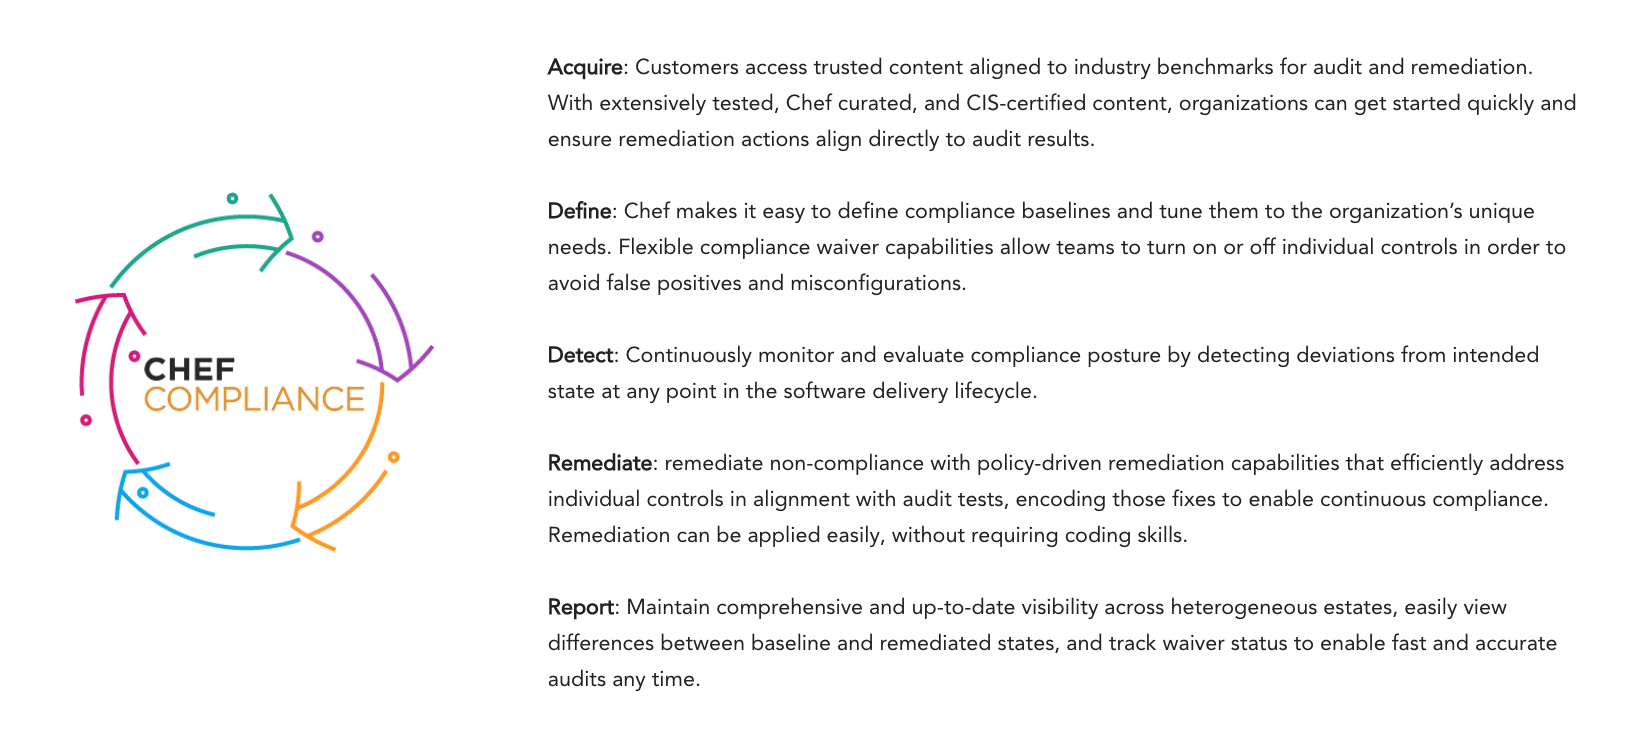 CHEF
COMPLIANCE
Acquire: Customers access trusted content aligned to industry benchmarks for audit and remediation.
With extensively tested, Chef curated, and CIS-certified content, organizations can get started quickly and
ensure remediation actions align directly to audit results.
Define: Chef makes it easy to define compliance baselines and tune them to the organization’s unique
needs. Flexible compliance waiver capabilities allow teams to turn on or off individual controls in order to
avoid false positives and misconfigurations.
Detect: Continuously monitor and evaluate compliance posture by detecting deviations from intended
state at any point in the software delivery lifecycle.
Remediate: remediate non-compliance with policy-driven remediation capabilities that efficiently address
individual controls in alignment with audit tests, encoding those fixes to enable continuous compliance.
Remediation can be applied easily, without requiring coding skills.
Report: Maintain comprehensive and up-to-date visibility across heterogeneous estates, easily view
differences between baseline and remediated states, and track waiver status to enable fast and accurate
audits any time.